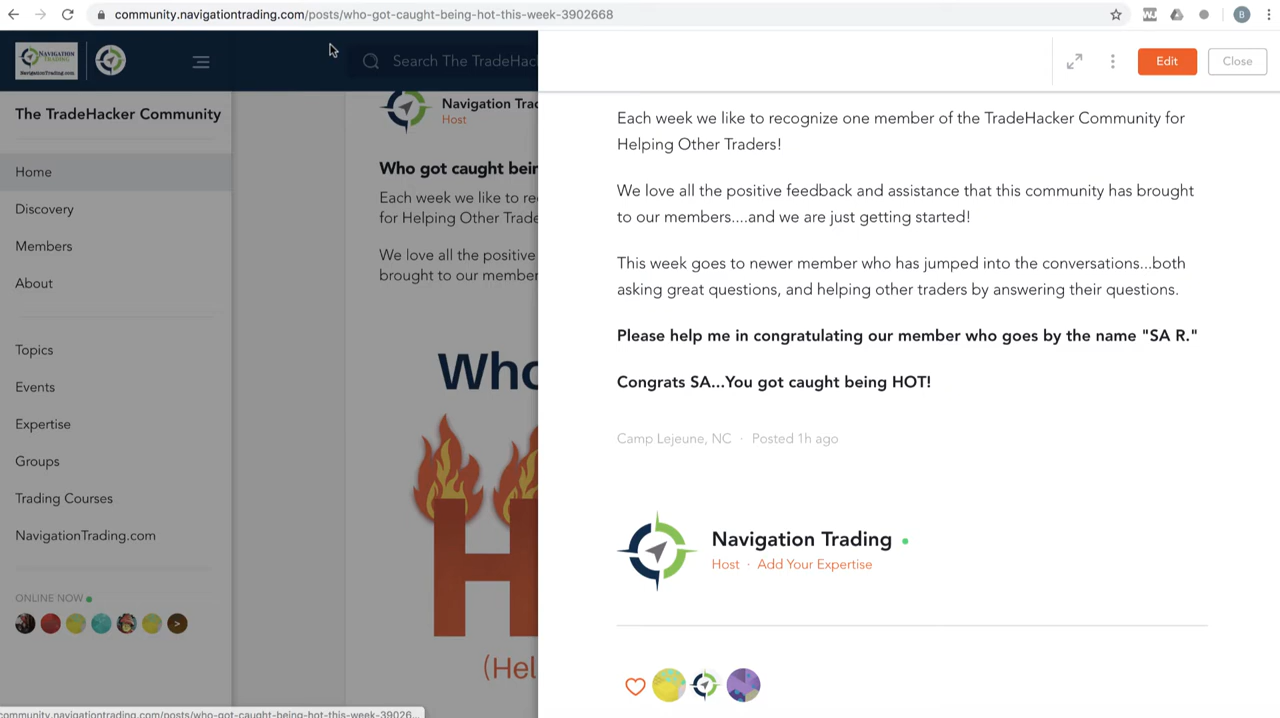 community.navigationtrading.com/posts/who-got-caught-being-hot-this-week-3902668
B
NAVIGATION
TRADING
NavigationTrading.com
Search The TradeHac
Edit
Close
The TradeHacker Community
Home
Discovery
Members
About
Topics
Events
Expertise
Groups
Trading Courses
NavigationTrading.com
ONLINE NOW
>
Navigation Trad
Host
Who got caught bein
Each week we like to re
for Helping Other Trade
We love all the positive
brought to our member
Who
H
(Hel
Each week we like to recognize one member of the TradeHacker Community for
Helping Other Traders!
We love all the positive feedback and assistance that this community has brought
to our members....and we are just getting started!
This week goes to newer member who has jumped into the conversations...both
asking great questions, and helping other traders by answering their questions.
Please help me in congratulating our member who goes by the name "SA R."
Congrats SA...You got caught being HOT!
Camp Lejeune, NC · Posted 1h ago
Navigation Trading
Host · Add Your Expertise
community.navigationtrading.com/posts/who-got-caught-being-hot-this-week-39026...